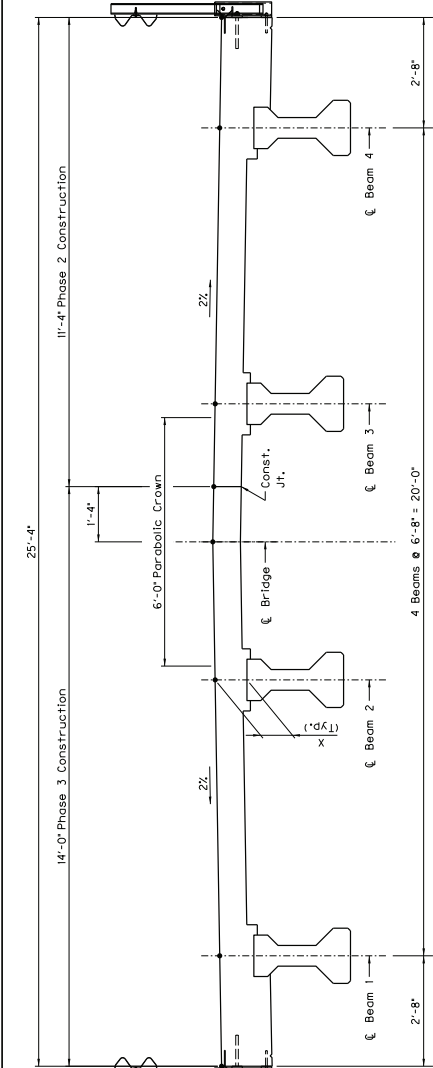 25'-4"
14'-0" Phase 3 Construction
11'-4" Phase 2 Construction
1'-4"
6'-0" Parabolic Crown
2%
2%
Const.
Jt.
℄ Bridge
X
(Typ.)
℄ Beam 1
℄ Beam 2
℄ Beam 3
℄ Beam 4
2'-8"
4 Beams @ 6'-8" = 20'-0"
2'-8"